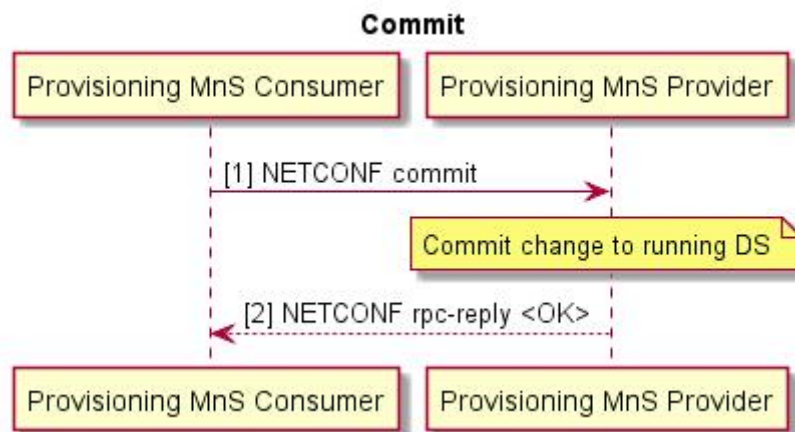 Commit
Provisioning MnS Consumer
Provisioning MnS Provider
[1] NETCONF commit
Commit change to running DS
[2] NETCONF rpc-reply <OK>
Provisioning MnS Consumer
Provisioning MnS Provider